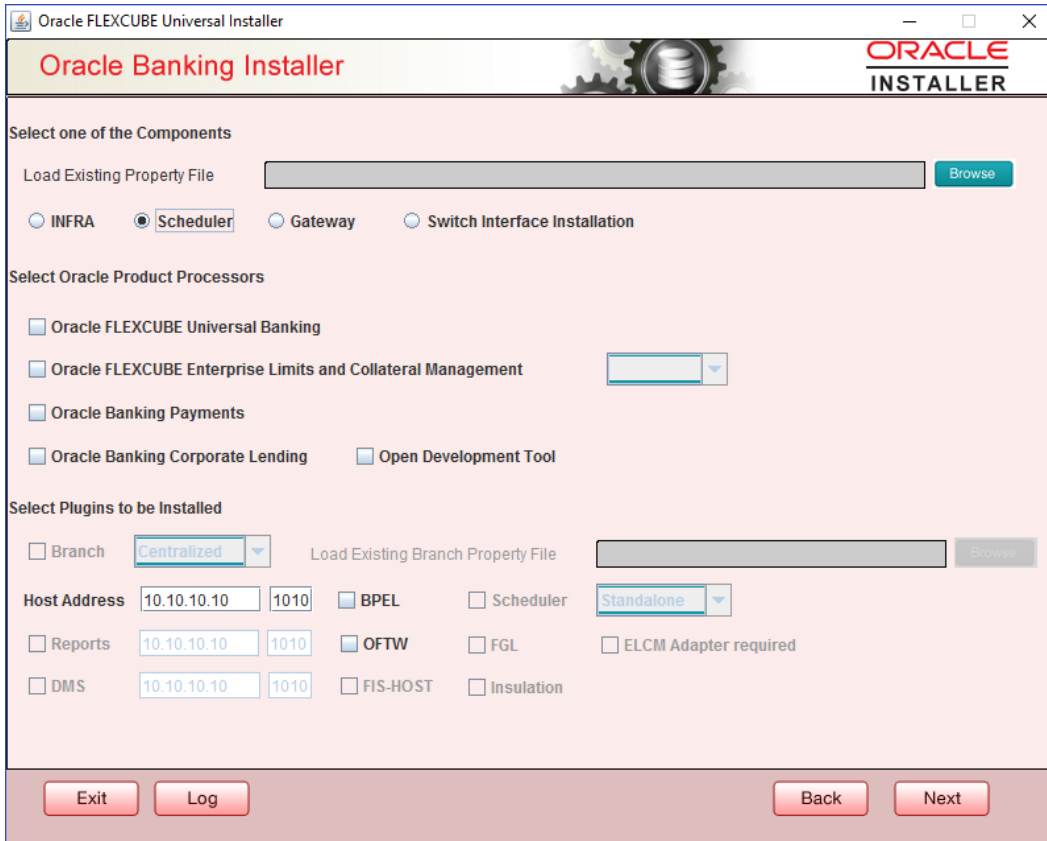 Oracle FLEXCUBE Universal Installer
Oracle Banking Installer
ORACLE
INSTALLER
Select one of the Components
Load Existing Property File Browse
INFRA Scheduler Gateway Switch Interface Installation
Select Oracle Product Processors
Oracle FLEXCUBE Universal Banking
Oracle FLEXCUBE Enterprise Limits and Collateral Management
Oracle Banking Payments
Oracle Banking Corporate Lending Open Development Tool
Select Plugins to be Installed
Branch Centralized Load Existing Branch Property File Browse
Host Address 10.10.10.10 1010 BPEL Scheduler Standalone
Reports 10.10.10.10 1010 OFTW FGL ELCM Adapter required
DMS 10.10.10.10 1010 FIS-HOST Insulation
Exit Log Back Next